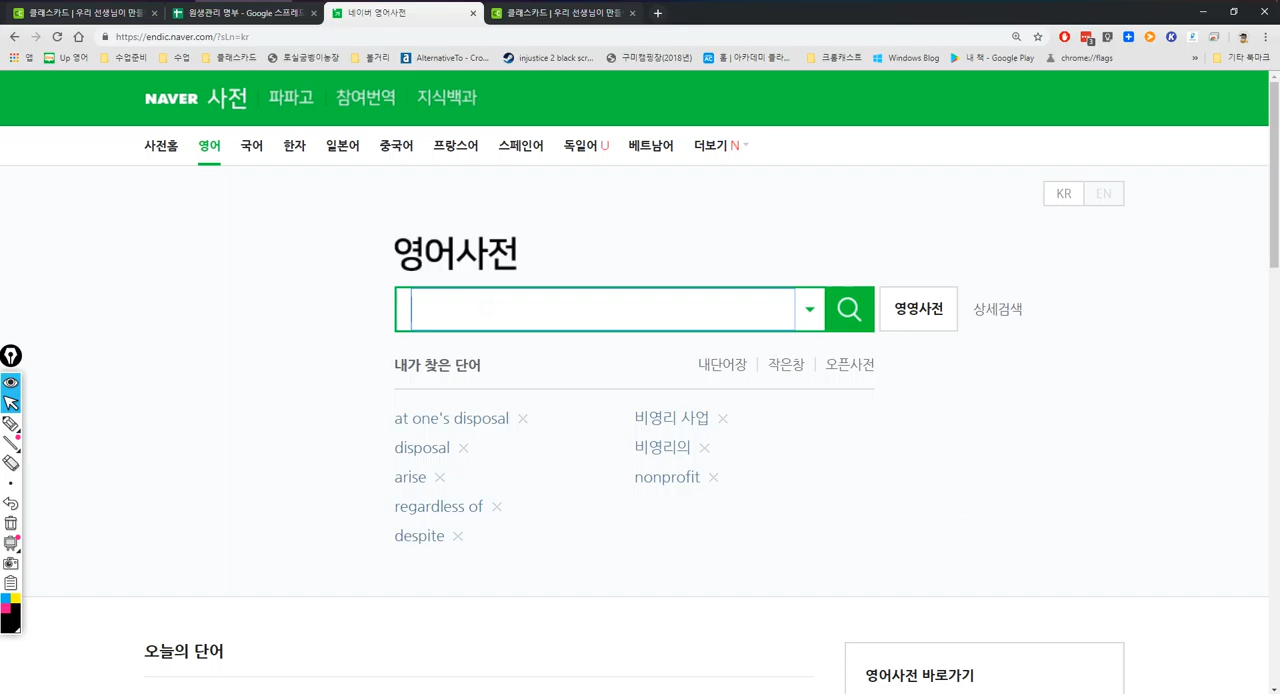 클래스카드 | 우리 선생님이 만들 원생관리 명부 - Google 스프레드 네이버 영어사전 클래스카드 | 우리 선생님이 만들
https://endic.naver.com/?sLn=kr
앱 Up 영어 수업준비 수업 클래스카드 토실굼벵이농장 볼거리 AlternativeTo - Cro... injustice 2 black scr... 구미캠핑장(2018년) 홈 | 아카데미 클라... 크롬캐스트 Windows Blog 내 책 - Google Play chrome://flags » 기타 북마크
NAVER 사전 파파고 참여번역 지식백과
사전홈 영어 국어 한자 일본어 중국어 프랑스어 스페인어 독일어 U 베트남어 더보기 N
KR EN
영어사전
영영사전 상세검색
내가 찾은 단어 내단어장 작은창 오픈사전
at one's disposal 비영리 사업
disposal 비영리의
arise nonprofit
regardless of
despite
오늘의 단어
영어사전 바로가기